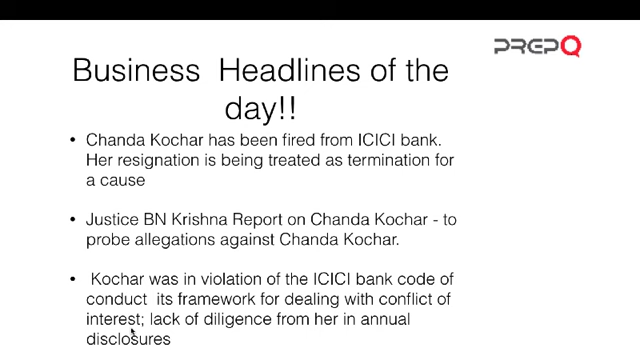 PREPQ
Business Headlines of the
day!!
• Chanda Kochar has been fired from ICICI bank.
Her resignation is being treated as termination for
a cause
• Justice BN Krishna Report on Chanda Kochar - to
probe allegations against Chanda Kochar.
• Kochar was in violation of the ICICI bank code of
conduct its framework for dealing with conflict of
interest; lack of diligence from her in annual
disclosures